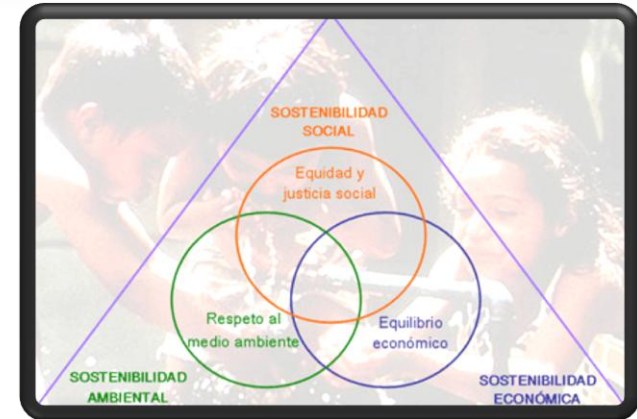 SOSTENIBILIDAD
SOCIAL
Equidad y
justicia social
Respeto al
medio ambiente
Equilibrio
económico
SOSTENIBILIDAD
AMBIENTAL
SOSTENIBILIDAD
ECONÓMICA